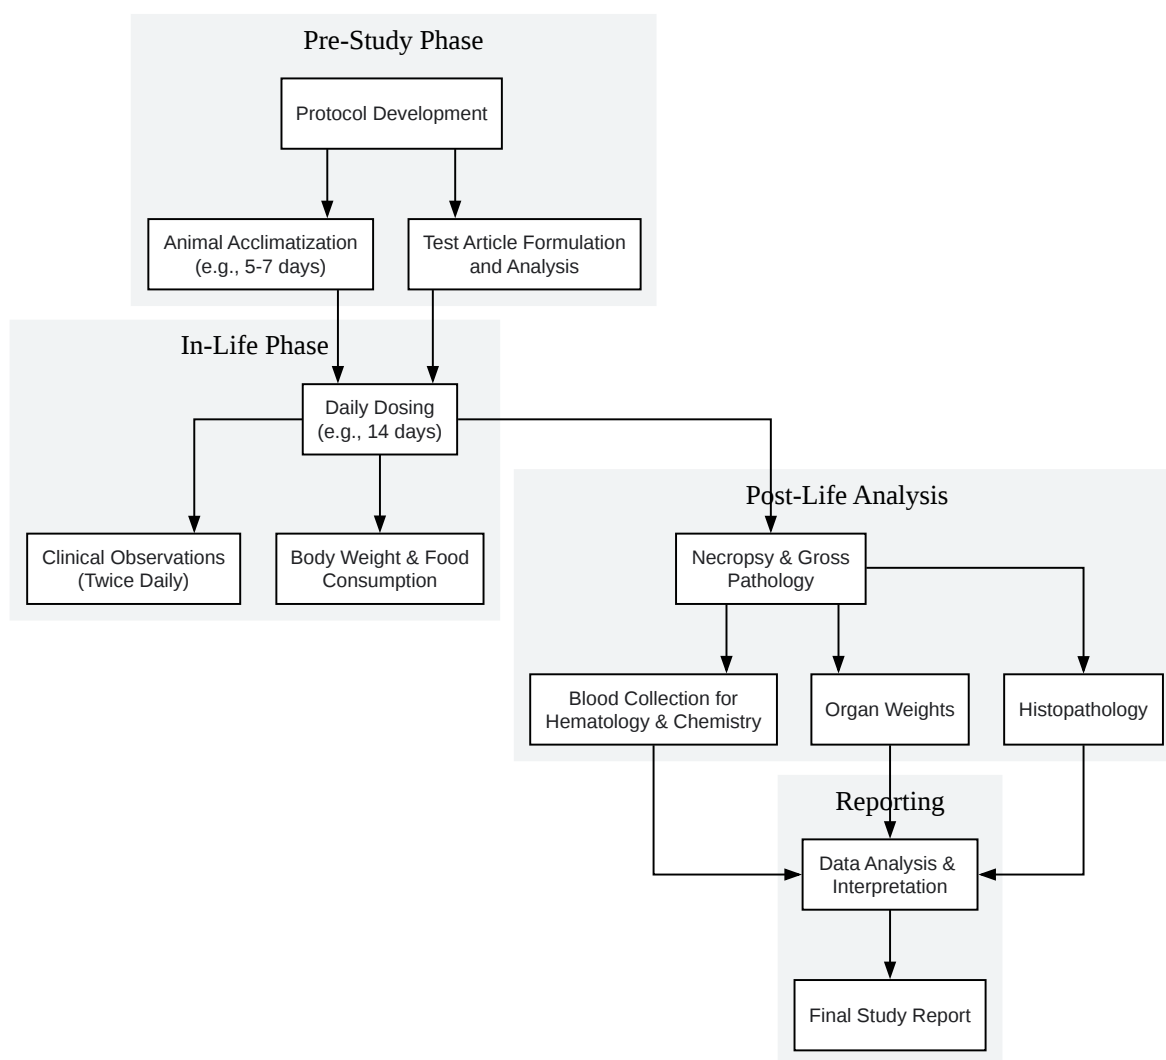 Pre-Study Phase
Protocol Development
Animal Acclimatization
(e.g., 5-7 days)
Test Article Formulation
and Analysis
In-Life Phase
Daily Dosing
(e.g., 14 days)
Clinical Observations
(Twice Daily)
Body Weight & Food
Consumption
Post-Life Analysis
Necropsy & Gross
Pathology
Blood Collection for
Hematology & Chemistry
Organ Weights
Histopathology
Reporting
Data Analysis &
Interpretation
Final Study Report